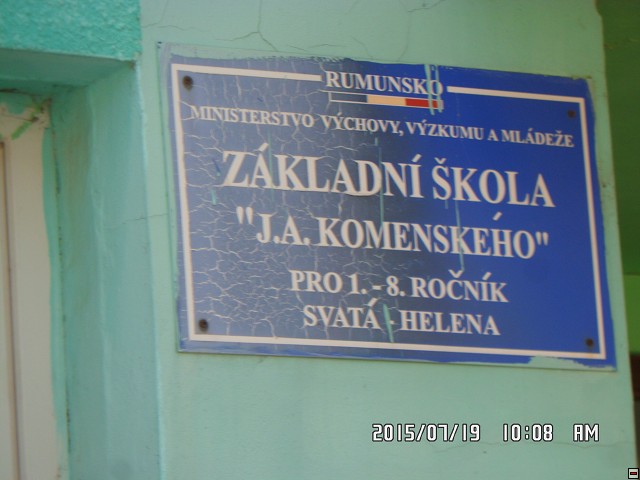 RUMUNSKO
MINISTERSTVO VÝCHOVY, VÝZKUMU A MLÁDEŽE
ZÁKLADNÍ ŠKOLA
"J.A. KOMENSKÉHO"
PRO 1. - 8. ROČNÍK
SVATÁ - HELENA
2015/07/19 10:08 AM